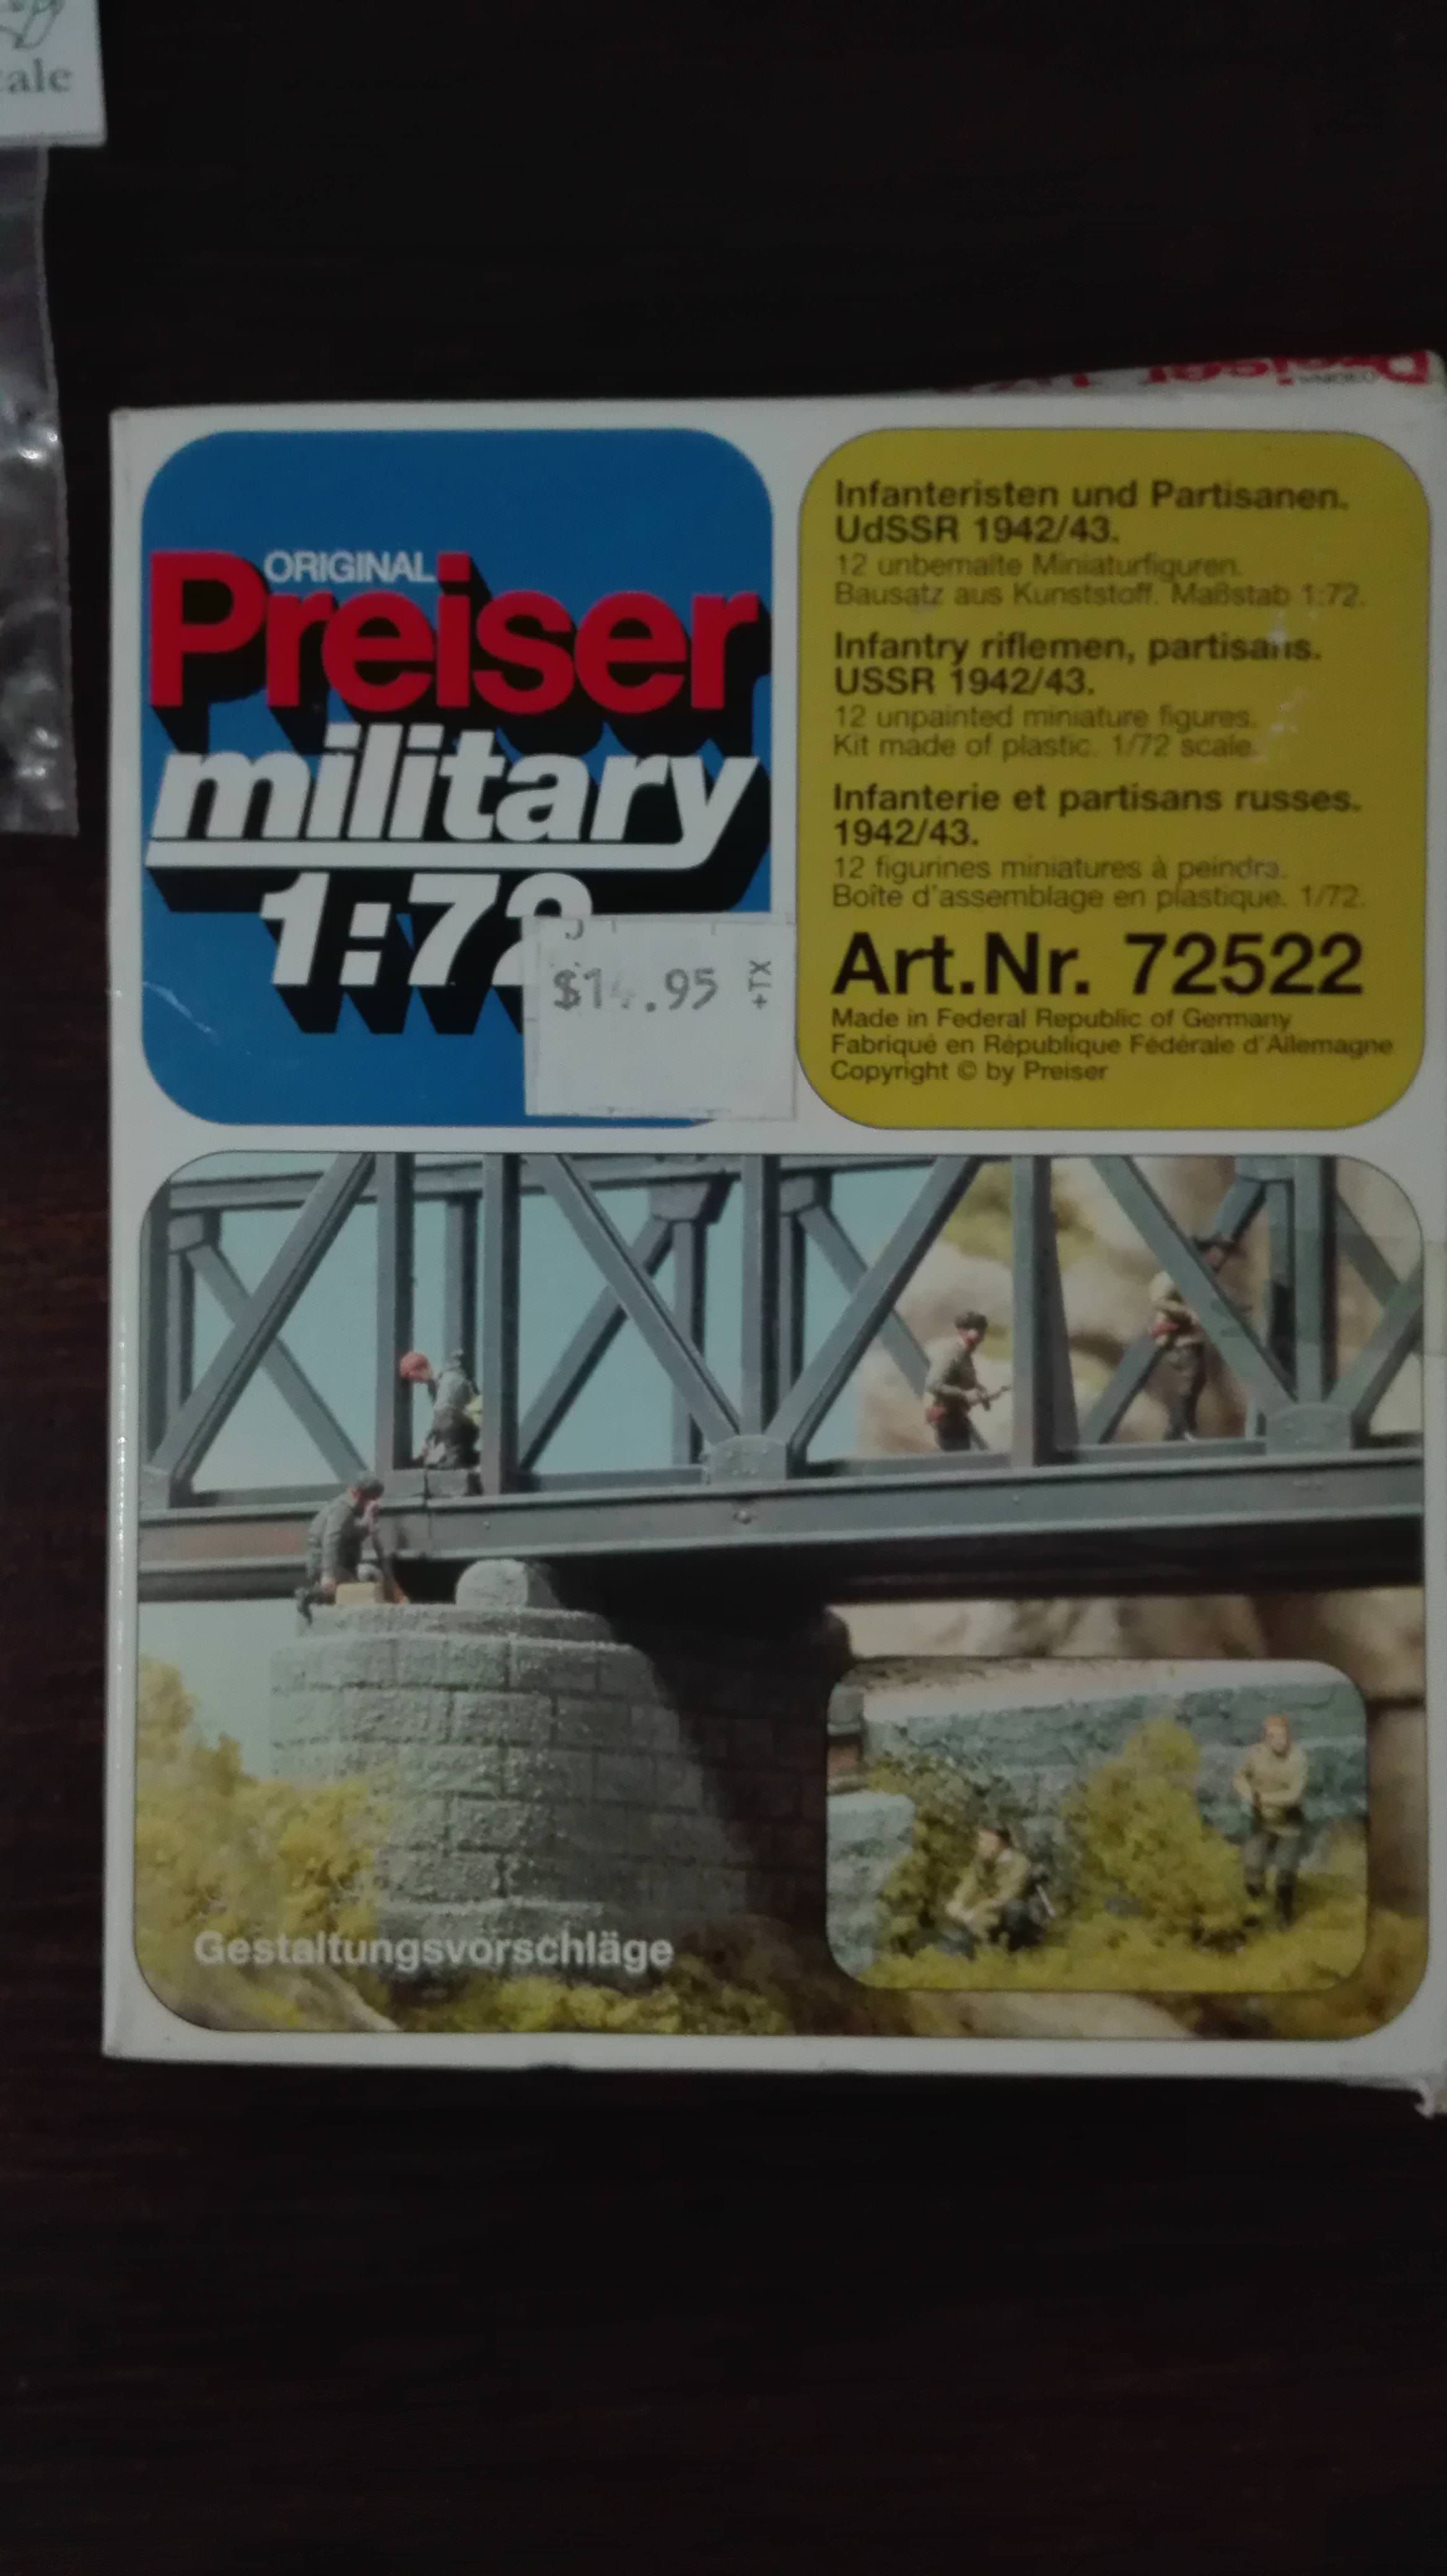 ORIGINAL
Preiser
military
1:72
+TX
Infanteristen und Partisanen.
UdSSR 1942/43.
12 unbemalte Miniaturfiguren.
Bausatz aus Kunststoff. Maßstab 1:72.
Infantry riflemen, partisans.
USSR 1942/43.
12 unpainted miniature figures.
Kit made of plastic. 1/72 scale.
Infanterie et partisans russes.
1942/43.
12 figurines miniatures à peindre.
Boîte d'assemblage en plastique. 1/72.
Art.Nr. 72522
Made in Federal Republic of Germany
Fabriqué en République Fédérale d'Allemagne
Copyright © by Preiser
Gestaltungsvorschläge